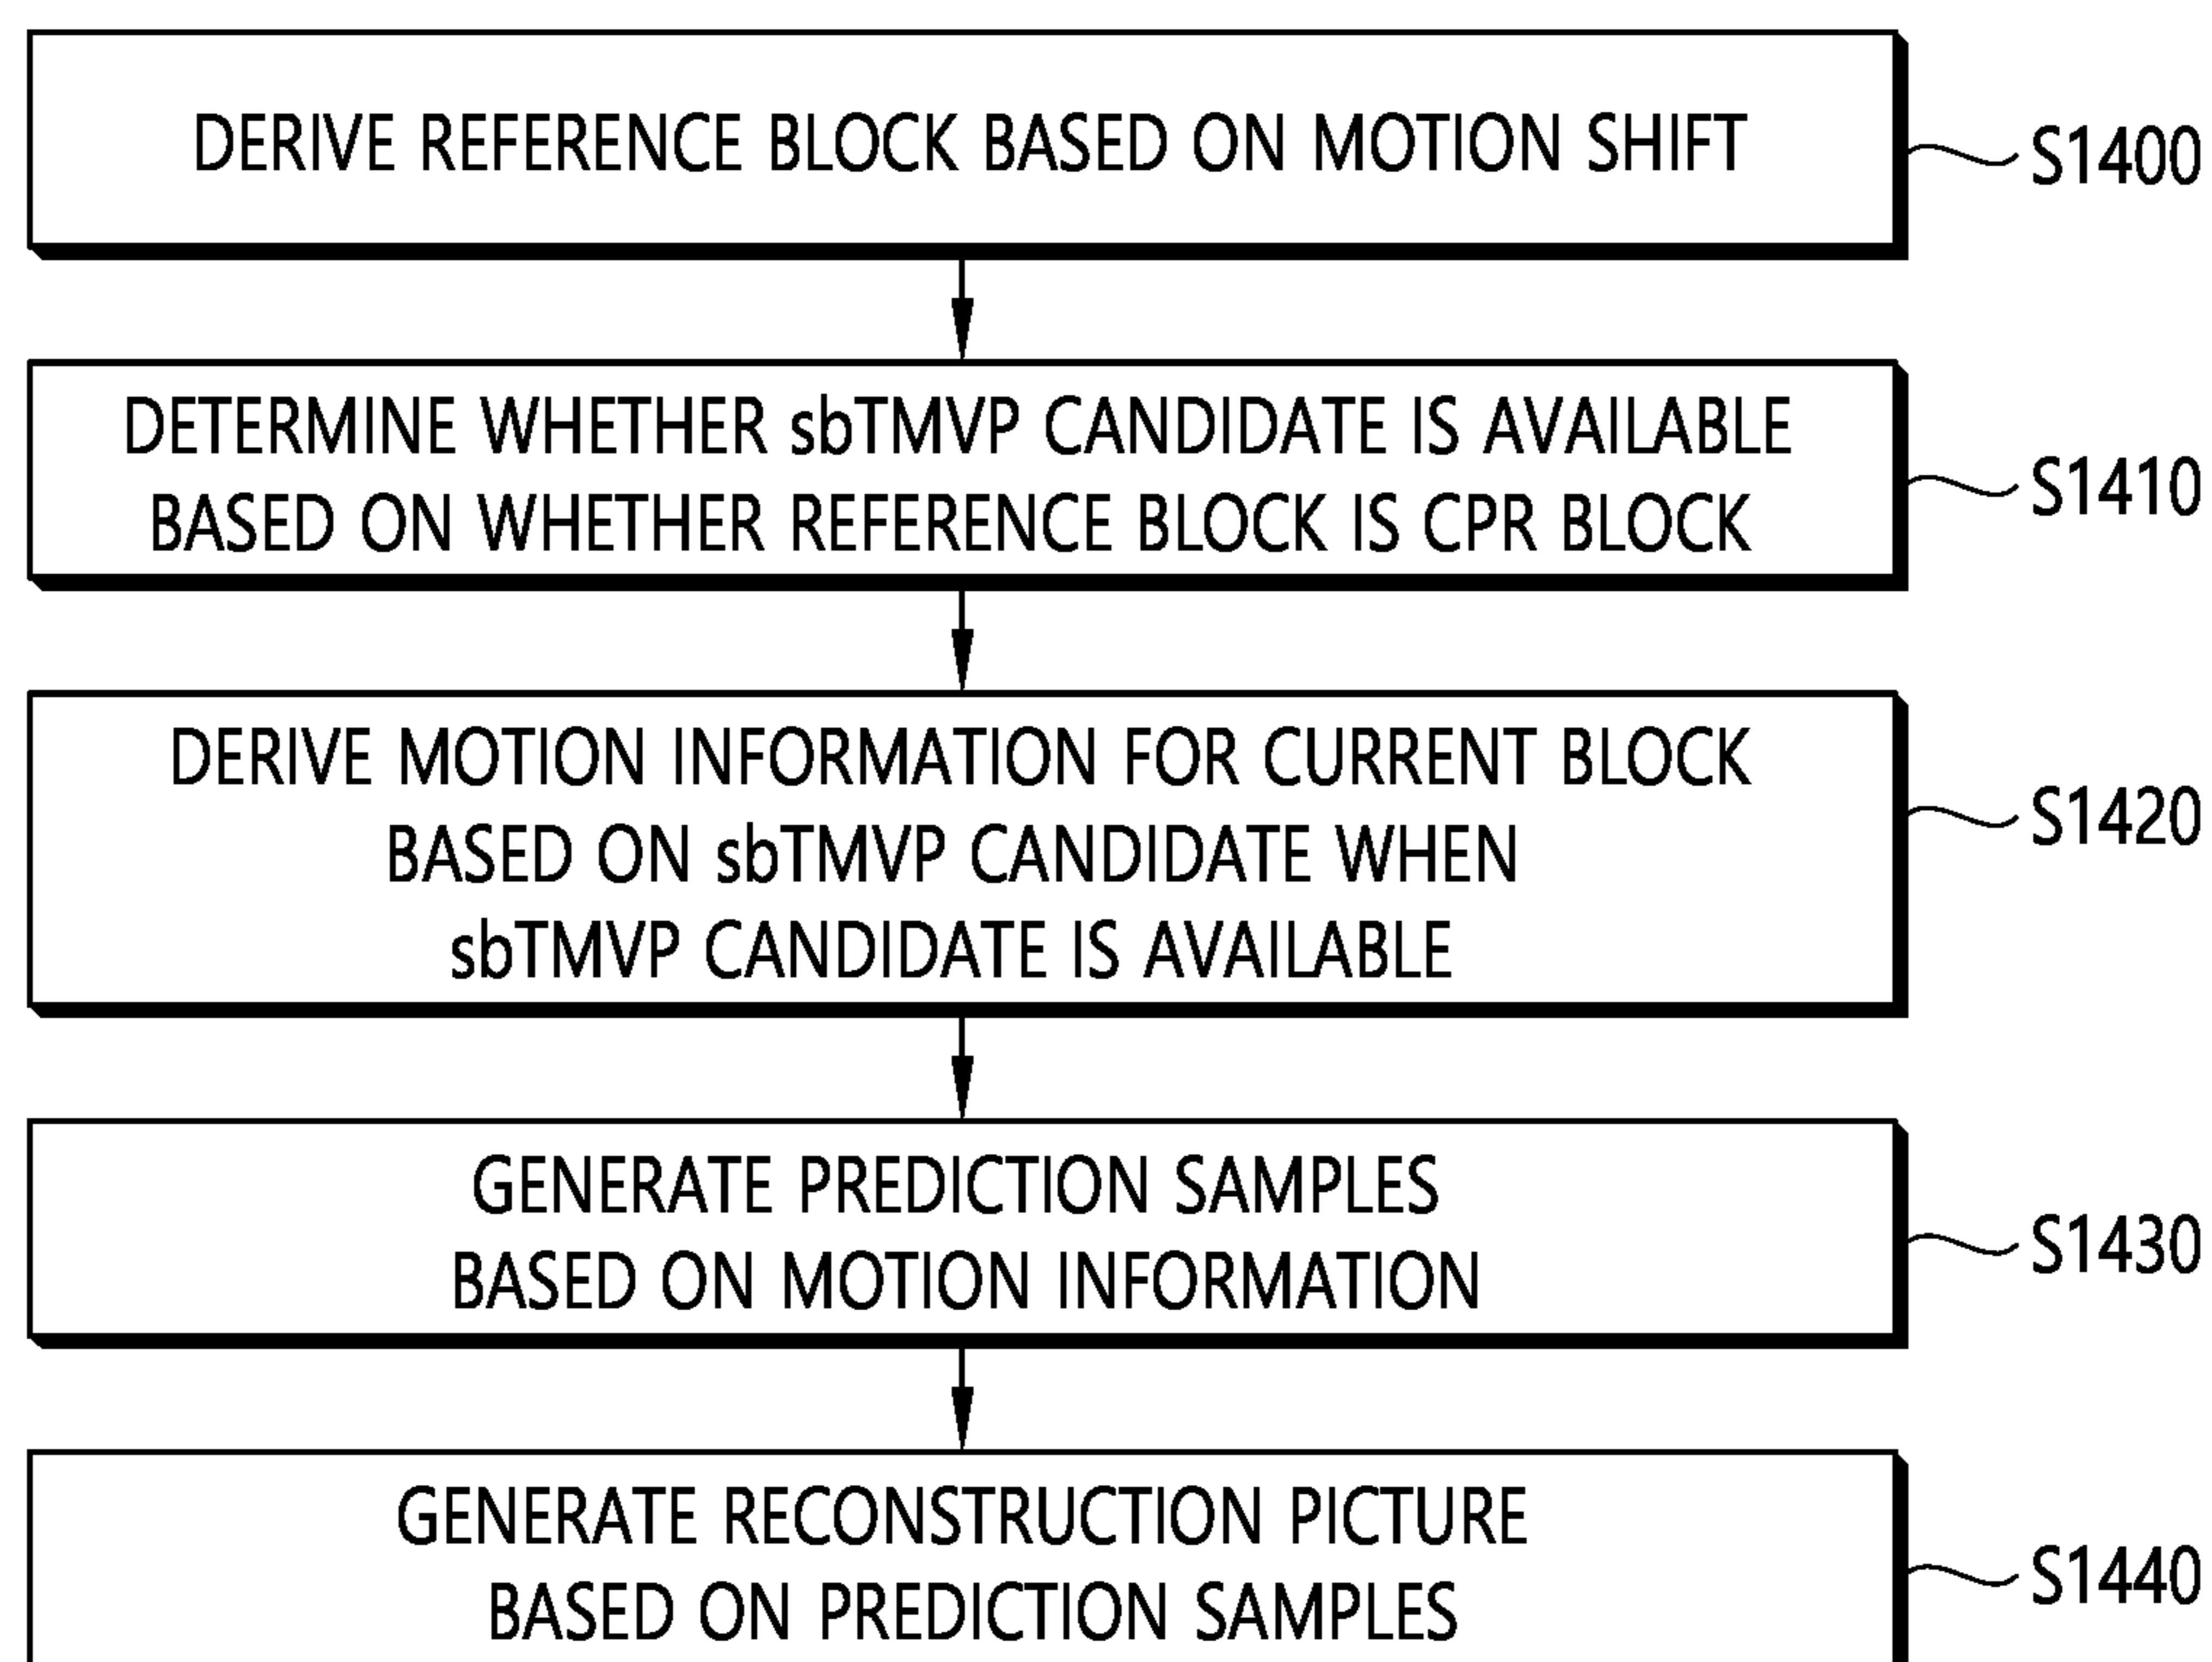 DERIVE REFERENCE BLOCK BASED ON MOTION SHIFT
S1400
DETERMINE WHETHER sbTMVP CANDIDATE IS AVAILABLE
BASED ON WHETHER REFERENCE BLOCK IS CPR BLOCK
S1410
DERIVE MOTION INFORMATION FOR CURRENT BLOCK
BASED ON sbTMVP CANDIDATE WHEN
sbTMVP CANDIDATE IS AVAILABLE
S1420
GENERATE PREDICTION SAMPLES
BASED ON MOTION INFORMATION
S1430
GENERATE RECONSTRUCTION PICTURE
BASED ON PREDICTION SAMPLES
S1440